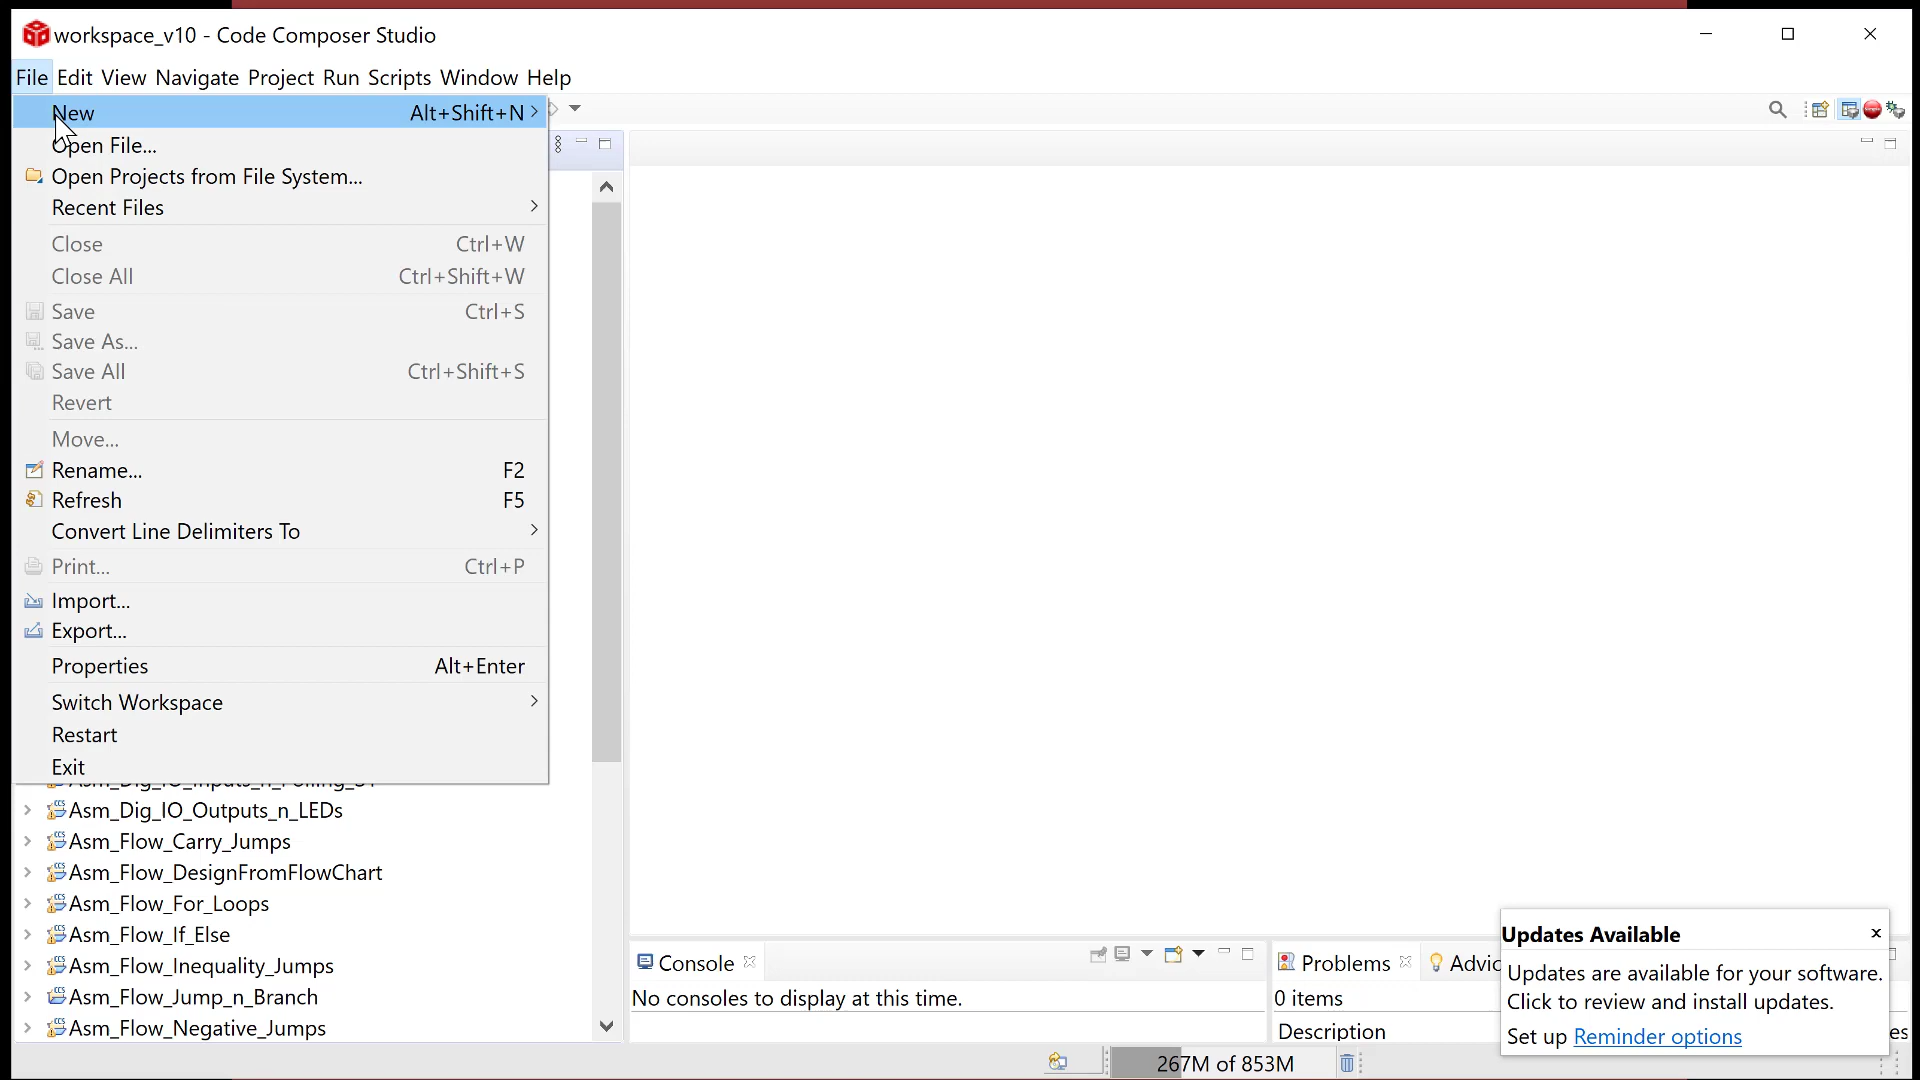 workspace_v10 - Code Composer Studio
File Edit View Navigate Project Run Scripts Window Help
New Alt+Shift+N
Open File...
Open Projects from File System...
Recent Files
Close Ctrl+W
Close All Ctrl+Shift+W
Save Ctrl+S
Save As...
Save All Ctrl+Shift+S
Revert
Move...
Rename... F2
Refresh F5
Convert Line Delimiters To
Print... Ctrl+P
Import...
Export...
Properties Alt+Enter
Switch Workspace
Restart
Exit
Asm_Dig_IO_Outputs_n_LEDs
Asm_Flow_Carry_Jumps
Asm_Flow_DesignFromFlowChart
Asm_Flow_For_Loops
Asm_Flow_If_Else
Asm_Flow_Inequality_Jumps
Asm_Flow_Jump_n_Branch
Asm_Flow_Negative_Jumps
Console
No consoles to display at this time.
Problems Advic
0 items
Description
Updates Available
Updates are available for your software.
Click to review and install updates.
Set up Reminder options
es
267M of 853M